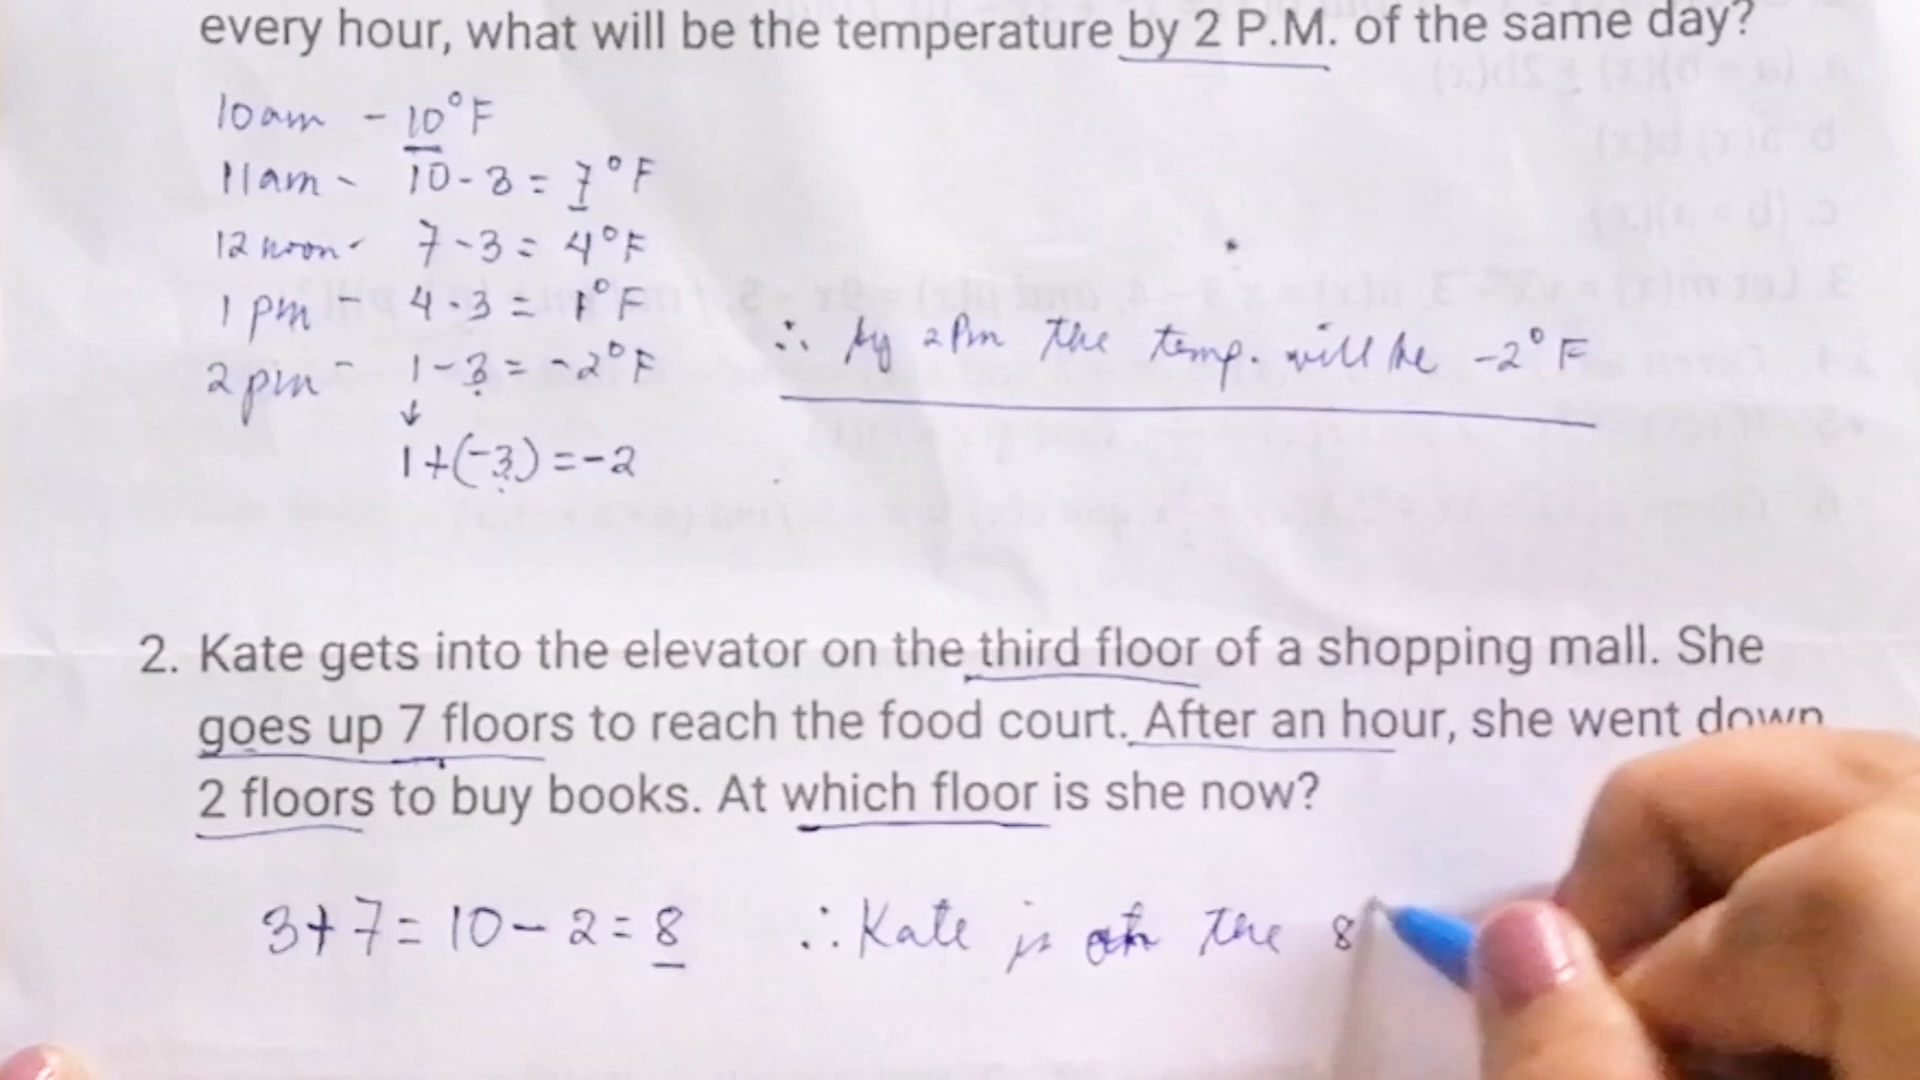 every hour, what will be the temperature by 2 P.M. of the same day?
10am - 10°F
11am - 10-3 = 7°F
12 noon - 7-3 = 4°F
1 pm - 4-3 = 1°F
2 pm - 1-3 = -2°F
↓
1+(-3) = -2
∴ by 2Pm the temp. will be -2°F
2. Kate gets into the elevator on the third floor of a shopping mall. She
goes up 7 floors to reach the food court. After an hour, she went down
2 floors to buy books. At which floor is she now?
3+7=10-2=8
∴ Kate is on the 8